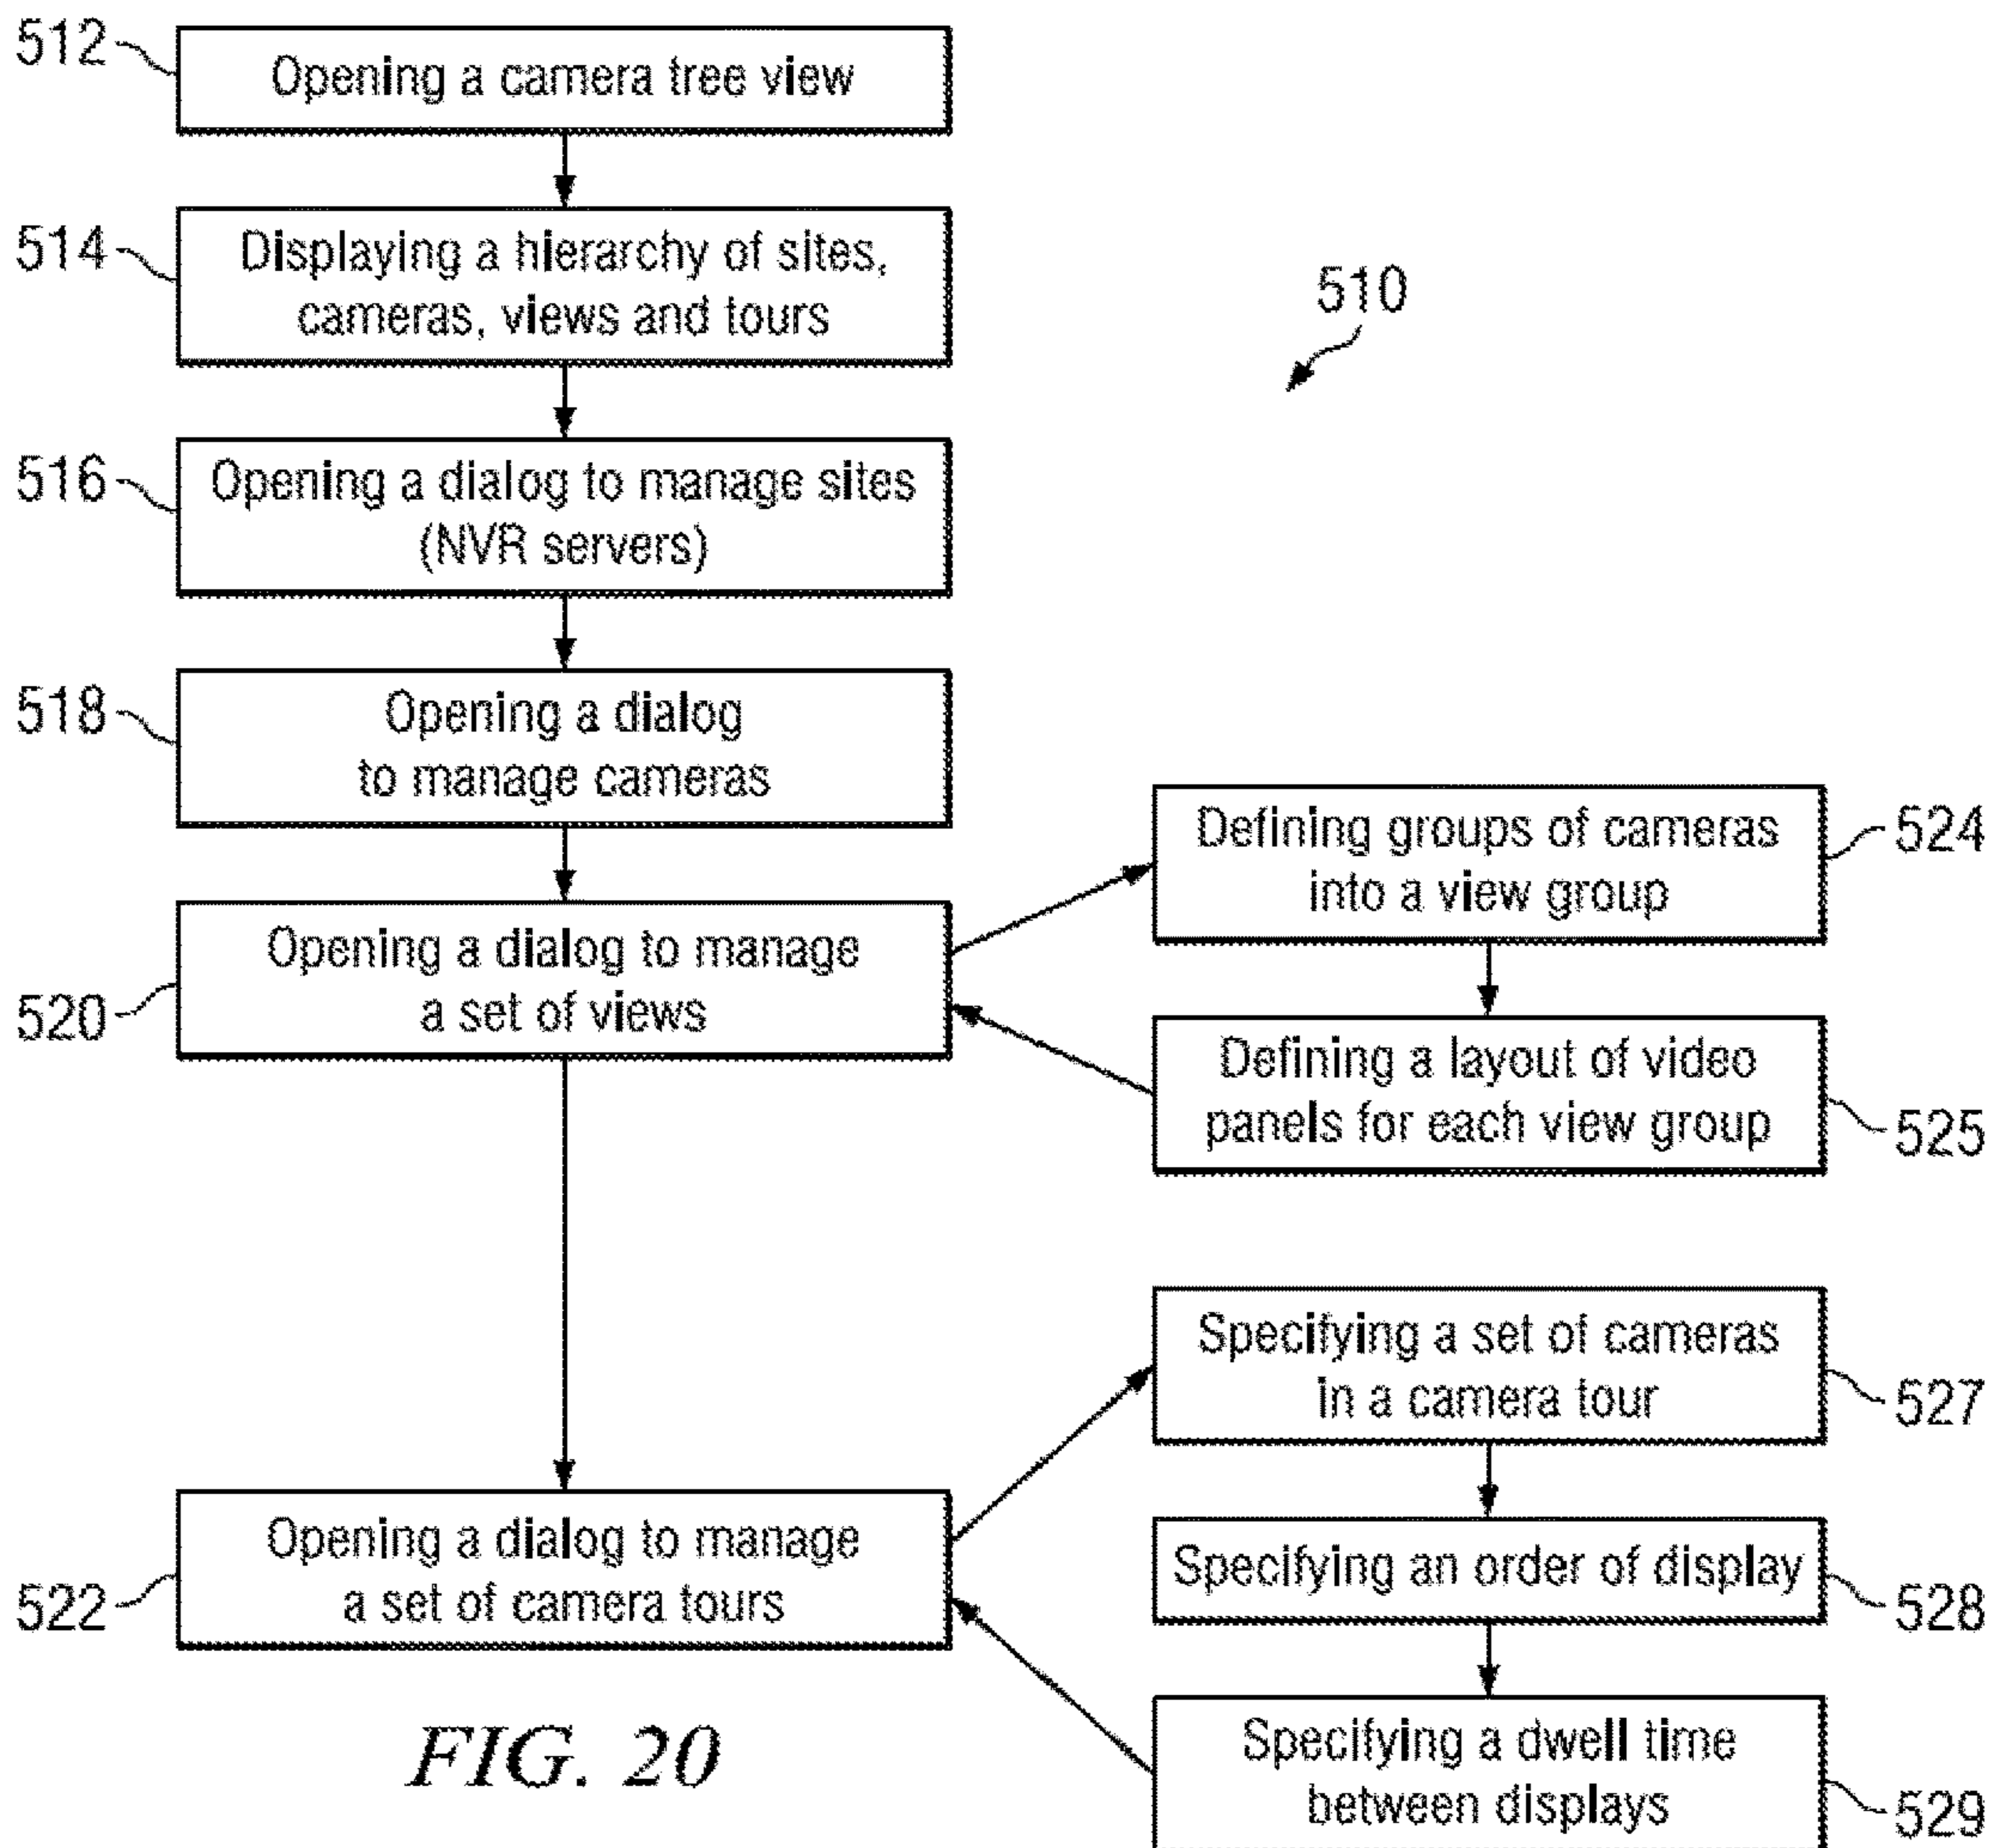 512
Opening a camera tree view
514
Displaying a hierarchy of sites,
cameras, views and tours
510
516
Opening a dialog to manage sites
(NVR servers)
518
Opening a dialog
to manage cameras
520
Opening a dialog to manage
a set of views
Defining groups of cameras
into a view group
524
Defining a layout of video
panels for each view group
525
522
Opening a dialog to manage
a set of camera tours
Specifying a set of cameras
in a camera tour
527
Specifying an order of display
528
Specifying a dwell time
between displays
529
FIG. 20